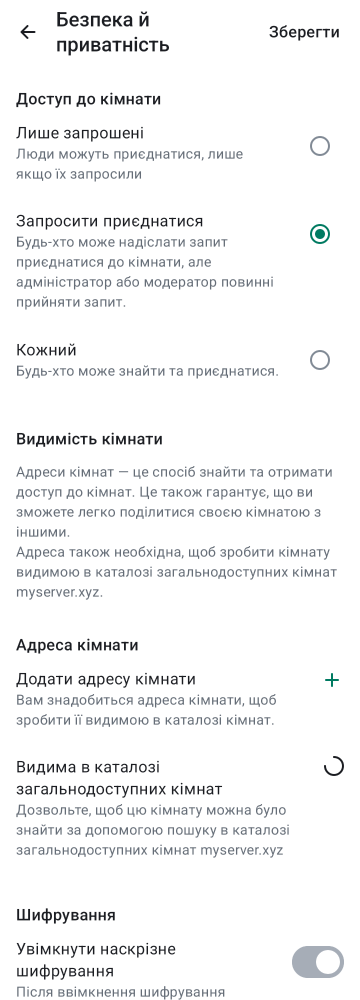 Безпека й
приватність
Зберегти
Доступ до кімнати
Лише запрошені
Люди можуть приєднатися, лише
якщо їх запросили
Запросити приєднатися
Будь-хто може надіслати запит
приєднатися до кімнати, але
адміністратор або модератор повинні
прийняти запит.
Кожний
Будь-хто може знайти та приєднатися.
Видимість кімнати
Адреси кімнат — це спосіб знайти та отримати
доступ до кімнат. Це також гарантує, що ви
зможете легко поділитися своєю кімнатою з
іншими.
Адреса також необхідна, щоб зробити кімнату
видимою в каталозі загальнодоступних кімнат
myserver.xyz.
Адреса кімнати
Додати адресу кімнати
Вам знадобиться адреса кімнати, щоб
зробити її видимою в каталозі кімнат.
Видима в каталозі
загальнодоступних кімнат
Дозвольте, щоб цю кімнату можна було
знайти за допомогою пошуку в каталозі
загальнодоступних кімнат myserver.xyz
Шифрування
Увімкнути наскрізне
шифрування
Після ввімкнення шифрування